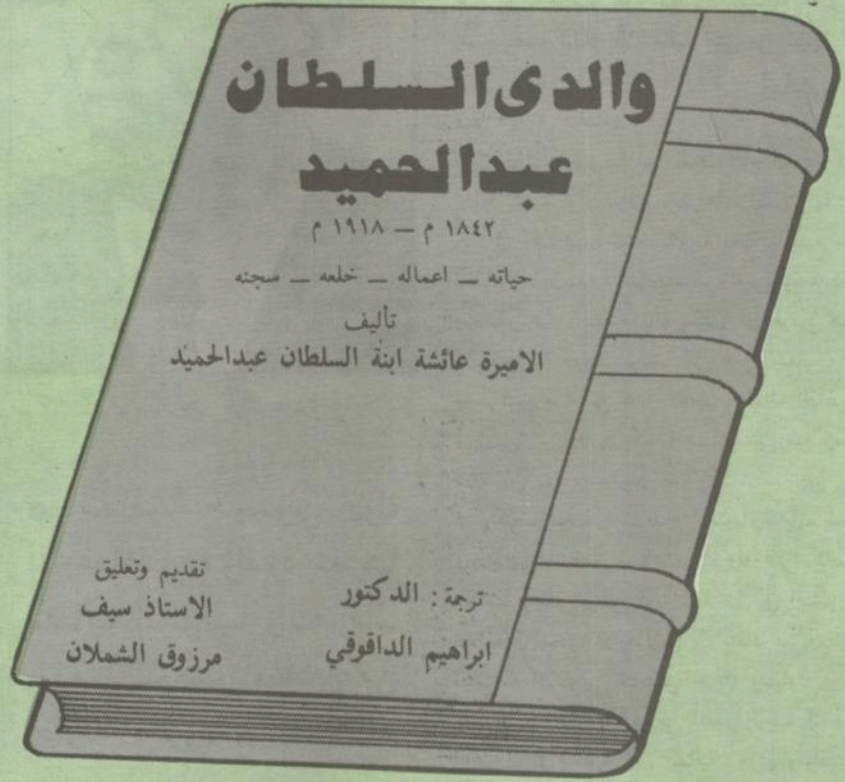 والدى السلطان
عبدالحميد
١٨٤٢ م — ١٩١٨ م
حياته — اعماله — خلعه — سجنه
تأليف
الاميرة عائشة ابنة السلطان عبدالحميد
ترجمة : الدكتور
ابراهيم الداقوقي
تقديم وتعليق
الاستاذ سيف
مرزوق الشملان